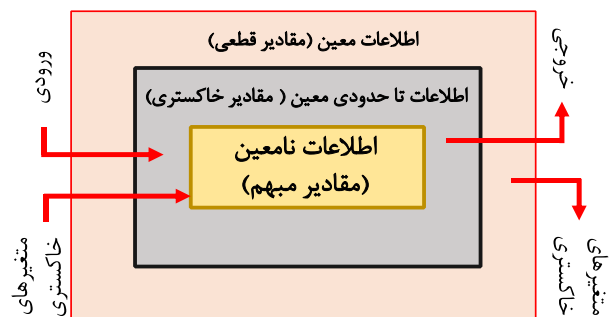 اطلاعات معین (مقادیر قطعی)
اطلاعات تا حدودی معین ( مقادیر خاکستری)
اطلاعات نامعین
(مقادیر مبهم)
خروجی
ورودی
متغیرهای
خاکستری
متغیرهای
خاکستری